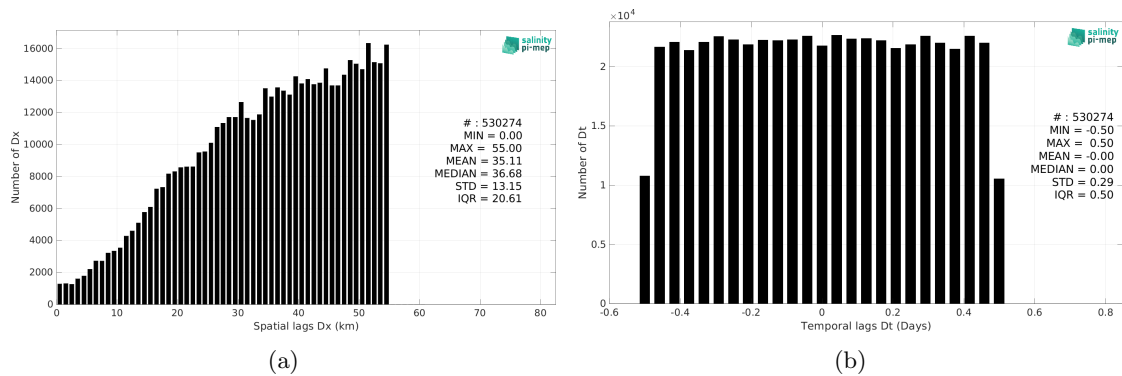 16000
14000
12000
10000
8000
6000
4000
2000
0
Number of Dx
0 10 20 30 40 50 60 70 80
Spatial lags Dx (km)
salinity
pi-mep
# : 530274
MIN = 0.00
MAX = 55.00
MEAN = 35.11
MEDIAN = 36.68
STD = 13.15
IQR = 20.61
(a)
×10⁴
2
1.5
1
0.5
0
Number of Dt
-0.6 -0.4 -0.2 0 0.2 0.4 0.6 0.8
Temporal lags Dt (Days)
salinity
pi-mep
# : 530274
MIN = -0.50
MAX = 0.50
MEAN = -0.00
MEDIAN = 0.00
STD = 0.29
IQR = 0.50
(b)